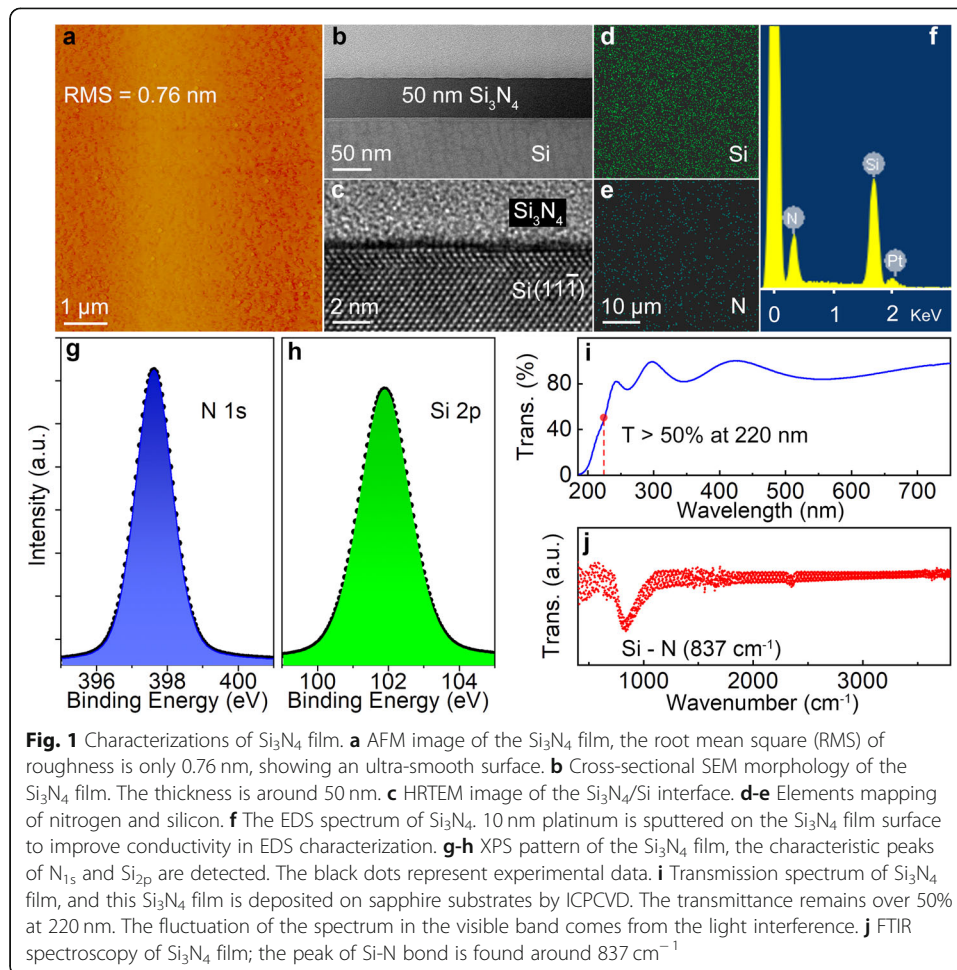 a
RMS = 0.76 nm
1 µm
b
50 nm Si₃N₄
Si
50 nm
c
Si₃N₄
Si(111̄)
2 nm
d
Si
e
10 µm
N
f
N
Si
Pt
0 1 2 KeV
g
N 1s
Intensity (a.u.)
396 398 400
Binding Energy (eV)
h
Si 2p
100 102 104
Binding Energy (eV)
i
Trans. (%)
80
40
0
T > 50% at 220 nm
200 300 400 500 600 700
Wavelength (nm)
j
Trans. (a.u.)
Si - N (837 cm⁻¹)
1000 2000 3000
Wavenumber (cm⁻¹)
Fig. 1 Characterizations of Si₃N₄ film. a AFM image of the Si₃N₄ film, the root mean square (RMS) of
roughness is only 0.76 nm, showing an ultra-smooth surface. b Cross-sectional SEM morphology of the
Si₃N₄ film. The thickness is around 50 nm. c HRTEM image of the Si₃N₄/Si interface. d-e Elements mapping
of nitrogen and silicon. f The EDS spectrum of Si₃N₄. 10 nm platinum is sputtered on the Si₃N₄ film surface
to improve conductivity in EDS characterization. g-h XPS pattern of the Si₃N₄ film, the characteristic peaks
of N₁ₛ and Si₂ₚ are detected. The black dots represent experimental data. i Transmission spectrum of Si₃N₄
film, and this Si₃N₄ film is deposited on sapphire substrates by ICPCVD. The transmittance remains over 50%
at 220 nm. The fluctuation of the spectrum in the visible band comes from the light interference. j FTIR
spectroscopy of Si₃N₄ film; the peak of Si-N bond is found around 837 cm⁻¹